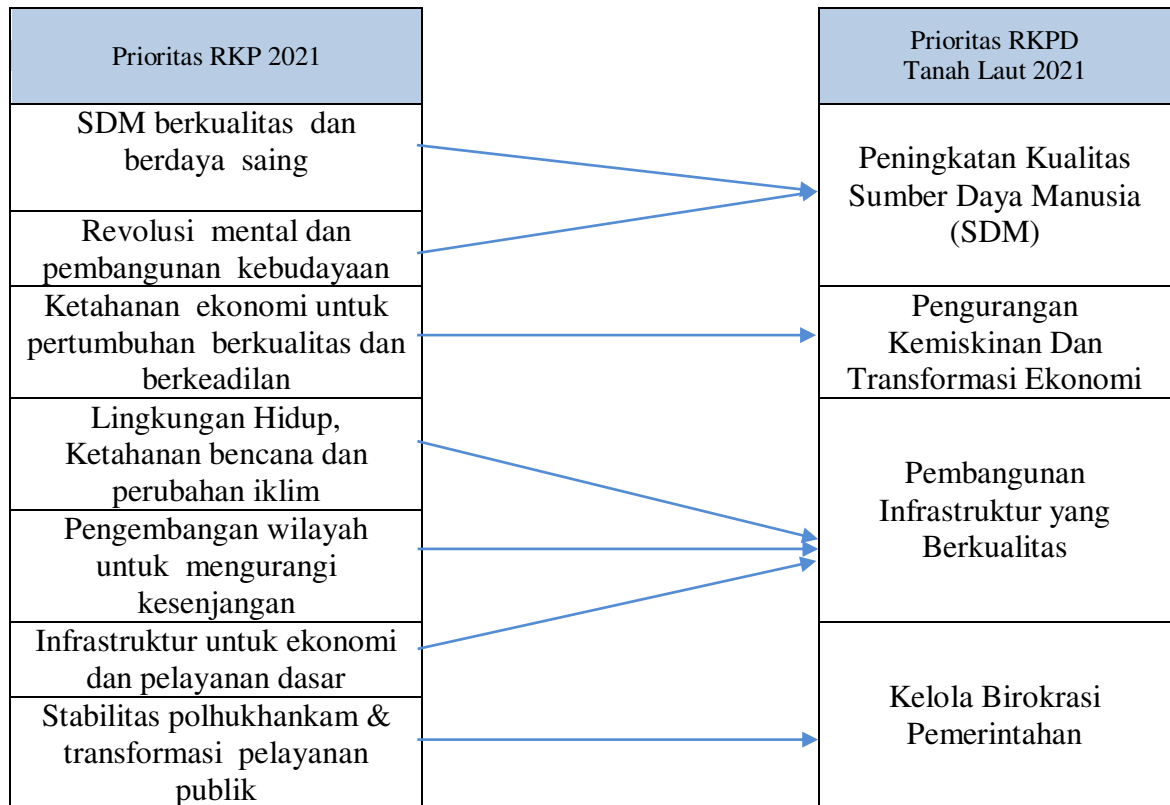 Prioritas RKP 2021
Prioritas RKPD
Tanah Laut 2021
SDM berkualitas dan
berdaya saing
Revolusi mental dan
pembangunan kebudayaan
Ketahanan ekonomi untuk
pertumbuhan berkualitas dan
berkeadilan
Lingkungan Hidup,
Ketahanan bencana dan
perubahan iklim
Pengembangan wilayah
untuk mengurangi
kesenjangan
Infrastruktur untuk ekonomi
dan pelayanan dasar
Stabilitas polhukhankam &
transformasi pelayanan
publik
Peningkatan Kualitas
Sumber Daya Manusia
(SDM)
Pengurangan
Kemiskinan Dan
Transformasi Ekonomi
Pembangunan
Infrastruktur yang
Berkualitas
Kelola Birokrasi
Pemerintahan